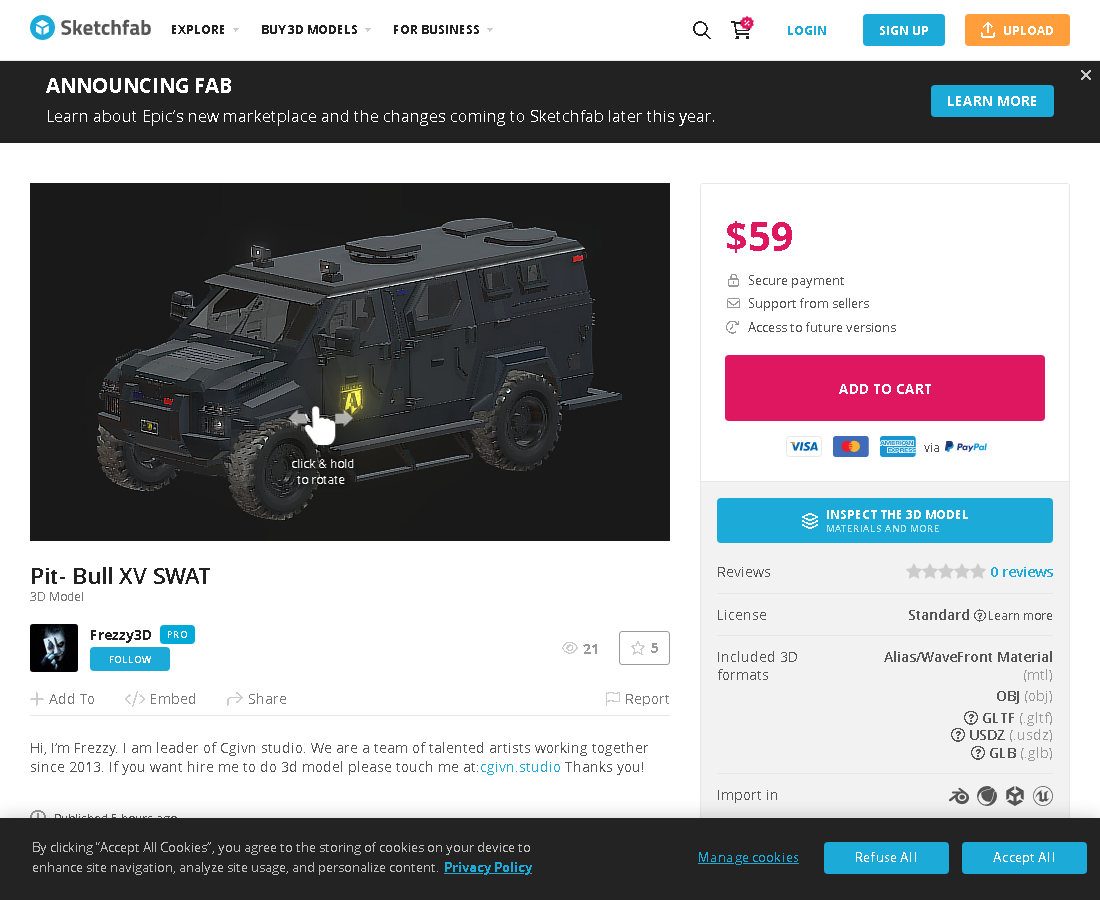 Sketchfab EXPLORE BUY 3D MODELS FOR BUSINESS LOGIN SIGN UP UPLOAD
ANNOUNCING FAB
Learn about Epic's new marketplace and the changes coming to Sketchfab later this year.
LEARN MORE
click & hold
to rotate
$59
Secure payment
Support from sellers
Access to future versions
ADD TO CART
VISA AMERICAN EXPRESS via PayPal
INSPECT THE 3D MODEL
MATERIALS AND MORE
Reviews 0 reviews
License Standard Learn more
Included 3D formats
Alias/WaveFront Material
(mtl)
OBJ (obj)
GLTF (.gltf)
USDZ (.usdz)
GLB (.glb)
Import in
Pit- Bull XV SWAT
3D Model
Frezzy3D PRO
FOLLOW
21 5
Add To </> Embed Share Report
Hi, I'm Frezzy. I am leader of Cgivn studio. We are a team of talented artists working together
since 2013. If you want hire me to do 3d model please touch me at:cgivn.studio Thanks you!
Published 5 hours ago
By clicking "Accept All Cookies", you agree to the storing of cookies on your device to
enhance site navigation, analyze site usage, and personalize content. Privacy Policy
Manage cookies Refuse All Accept All